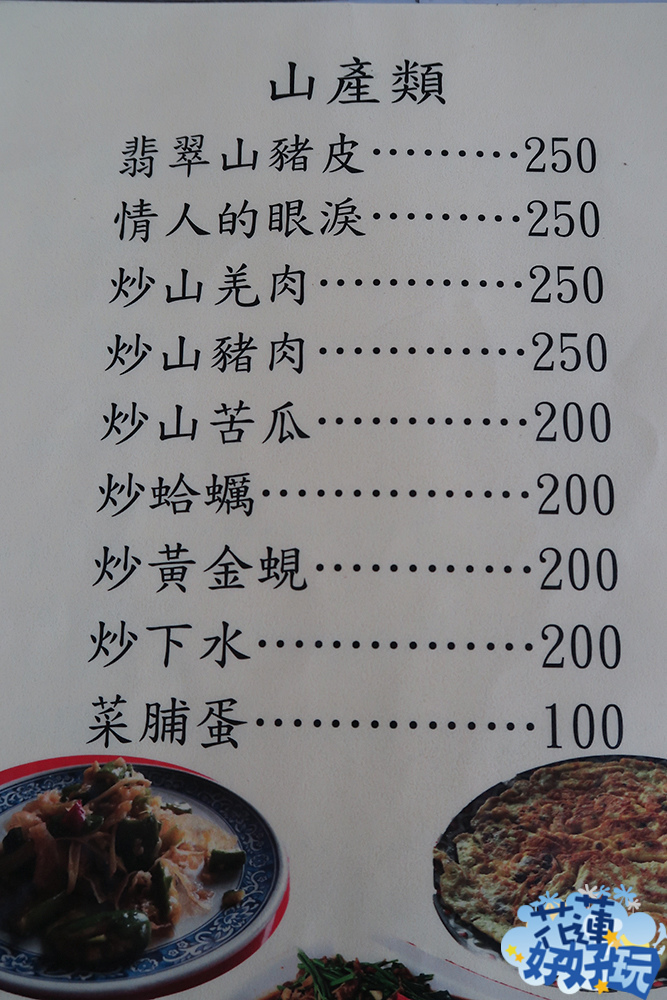 山產類
翡翠山豬皮·········250
情人的眼淚·········250
炒山羌肉············250
炒山豬肉············250
炒山苦瓜············200
炒蛤蠣···············200
炒黃金蜆············200
炒下水···············200
菜脯蛋···············100
花蓮
好好玩